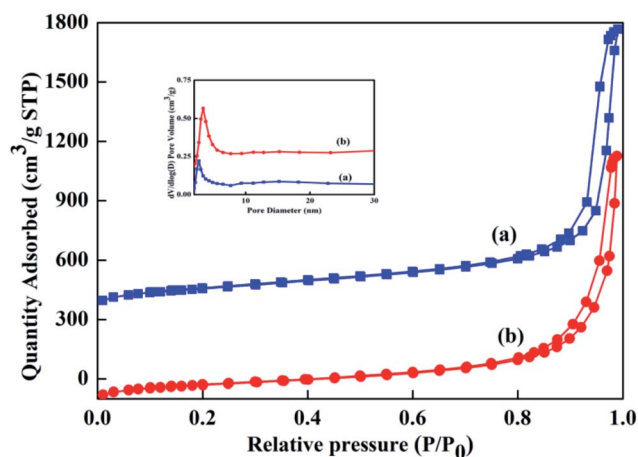 1800
1500
1200
900
600
300
0
Quantity Adsorbed (cm³/g STP)
0.75
0.50
0.25
0.00
dV/dlog(D) Pore Volume (cm³/g)
(b)
(a)
10 20 30
Pore Diameter (nm)
(a)
(b)
0.0 0.2 0.4 0.6 0.8 1.0
Relative pressure (P/P₀)